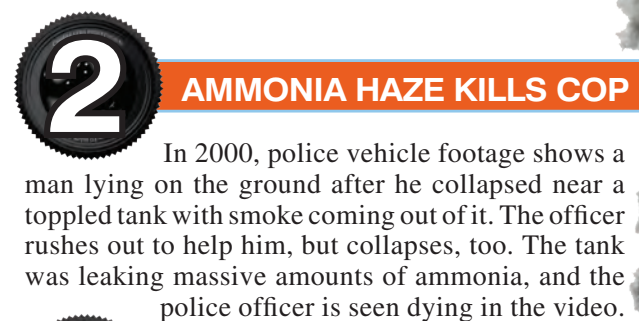 2
AMMONIA HAZE KILLS COP
In 2000, police vehicle footage shows a
man lying on the ground after he collapsed near a
toppled tank with smoke coming out of it. The officer
rushes out to help him, but collapses, too. The tank
was leaking massive amounts of ammonia, and the
police officer is seen dying in the video.